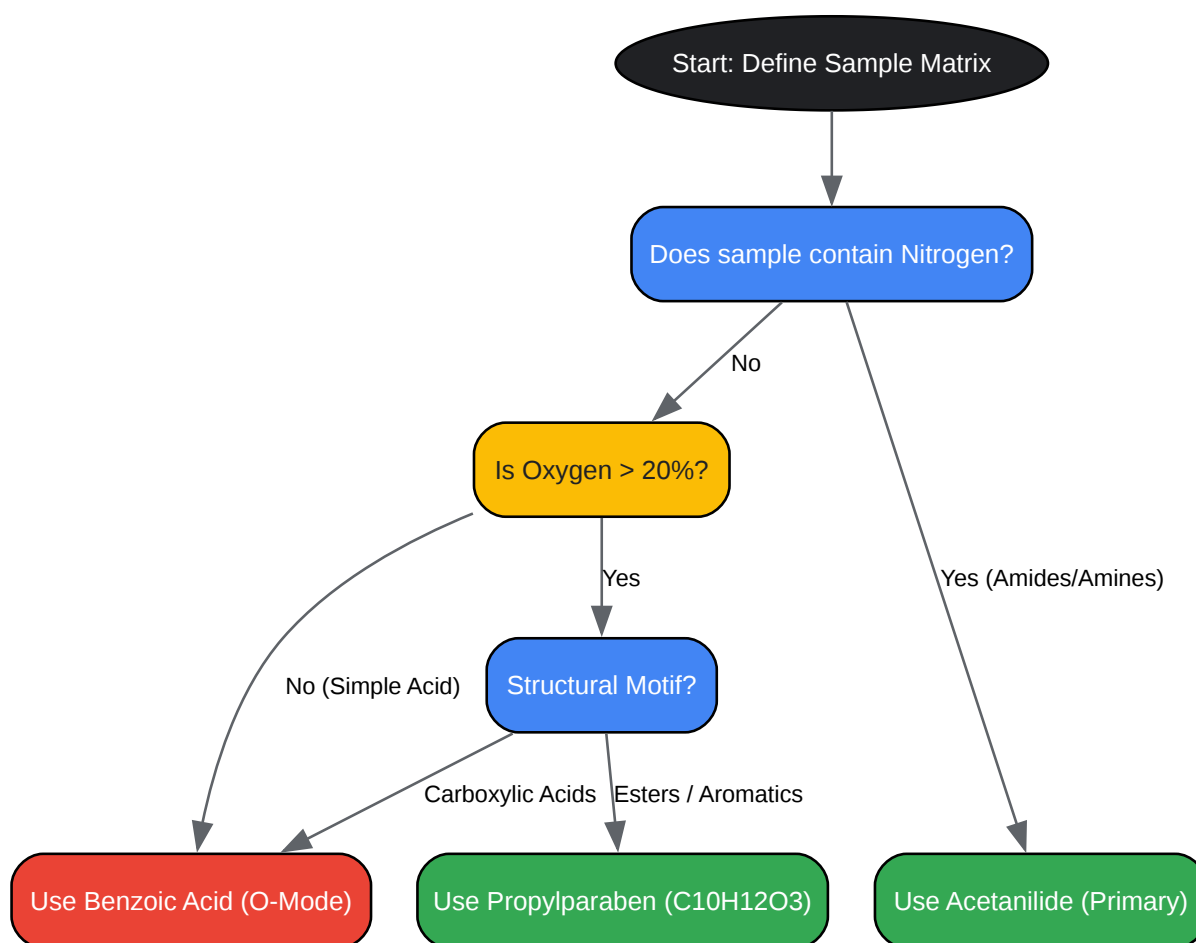 Start: Define Sample Matrix
Does sample contain Nitrogen?
No
Is Oxygen > 20%?
Yes
Yes (Amides/Amines)
No (Simple Acid)
Structural Motif?
Carboxylic Acids
Esters / Aromatics
Use Benzoic Acid (O-Mode)
Use Propylparaben (C10H12O3)
Use Acetanilide (Primary)